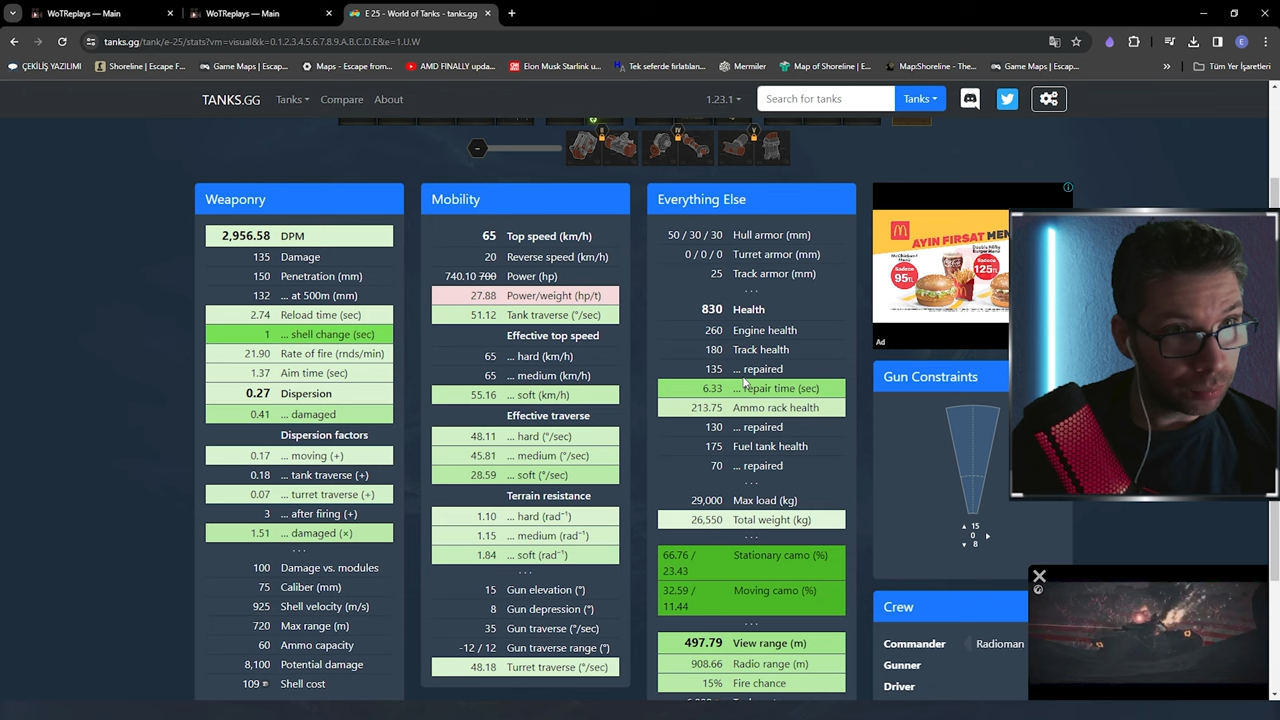 WoTReplays — Main
WoTReplays — Main
E 25 - World of Tanks - tanks.gg
tanks.gg/tank/e-25/stats?vm=visual&k=0.1.2.3.4.5.6.7.8.9.A.B.C.D.E&e=1.U.W
ÇEKİLİŞ YAZILIMI
Shoreline | Escape F...
Game Maps | Escap...
Maps - Escape from...
AMD FINALLY upda...
Elon Musk Starlink u...
Tek seferde fırlatılan...
Mermiler
Map of Shoreline | E...
Map:Shoreline - The...
Game Maps | Escap...
»
Tüm Yer İşaretleri
TANKS.GG
Tanks
Compare
About
1.23.1
Search for tanks
Tanks
II
IV
V
Weaponry
2,956.58 DPM
150 Penetration (mm)
132 ... at 500m (mm)
2.74 Reload time (sec)
1 ... shell change (sec)
21.90 Rate of fire (rnds/min)
1.37 Aim time (sec)
0.27 Dispersion
0.41 ... damaged
Dispersion factors
0.17 ... moving (+)
0.18 ... tank traverse (+)
0.07 ... turret traverse (+)
3 ... after firing (+)
1.51 ... damaged (×)
...
100 Damage vs. modules
75 Caliber (mm)
925 Shell velocity (m/s)
720 Max range (m)
60 Ammo capacity
8,100 Potential damage
109 Shell cost
Mobility
65 Top speed (km/h)
20 Reverse speed (km/h)
740.10 700 Power (hp)
27.88 Power/weight (hp/t)
51.12 Tank traverse (°/sec)
Effective top speed
65 ... hard (km/h)
65 ... medium (km/h)
55.16 ... soft (km/h)
Effective traverse
48.11 ... hard (°/sec)
45.81 ... medium (°/sec)
28.59 ... soft (°/sec)
Terrain resistance
1.10 ... hard (rad⁻¹)
1.15 ... medium (rad⁻¹)
1.84 ... soft (rad⁻¹)
...
15 Gun elevation (°)
8 Gun depression (°)
35 Gun traverse (°/sec)
-12 / 12 Gun traverse range (°)
48.18 Turret traverse (°/sec)
Everything Else
50 / 30 / 30 Hull armor (mm)
0 / 0 / 0 Turret armor (mm)
25 Track armor (mm)
...
830 Health
260 Engine health
180 Track health
135 ... repaired
6.33 ... repair time (sec)
213.75 Ammo rack health
130 ... repaired
175 Fuel tank health
70 ... repaired
...
29,000 Max load (kg)
26,550 Total weight (kg)
...
66.76 / 23.43 Stationary camo (%)
32.59 / 11.44 Moving camo (%)
...
497.79 View range (m)
908.66 Radio range (m)
15% Fire chance
AYIN FIRSAT MEN
Sadece
95TL
Sadece
125TL
Ad
Gun Constraints
15
0
8
Crew
Commander
Radioman
Gunner
Driver